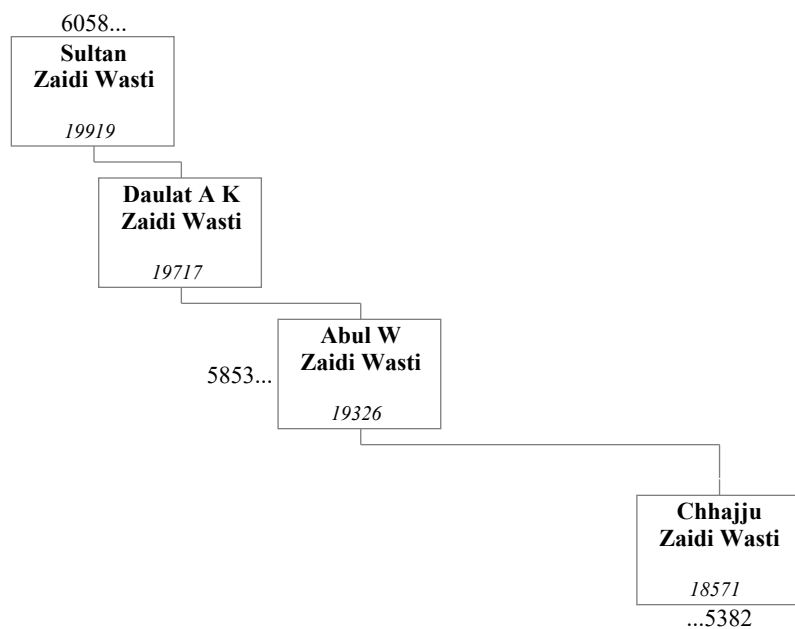 6058...
Sultan
Zaidi Wasti
19919
Daulat A K
Zaidi Wasti
19717
Abul W
Zaidi Wasti
5853...
19326
Chhajju
Zaidi Wasti
18571
...5382